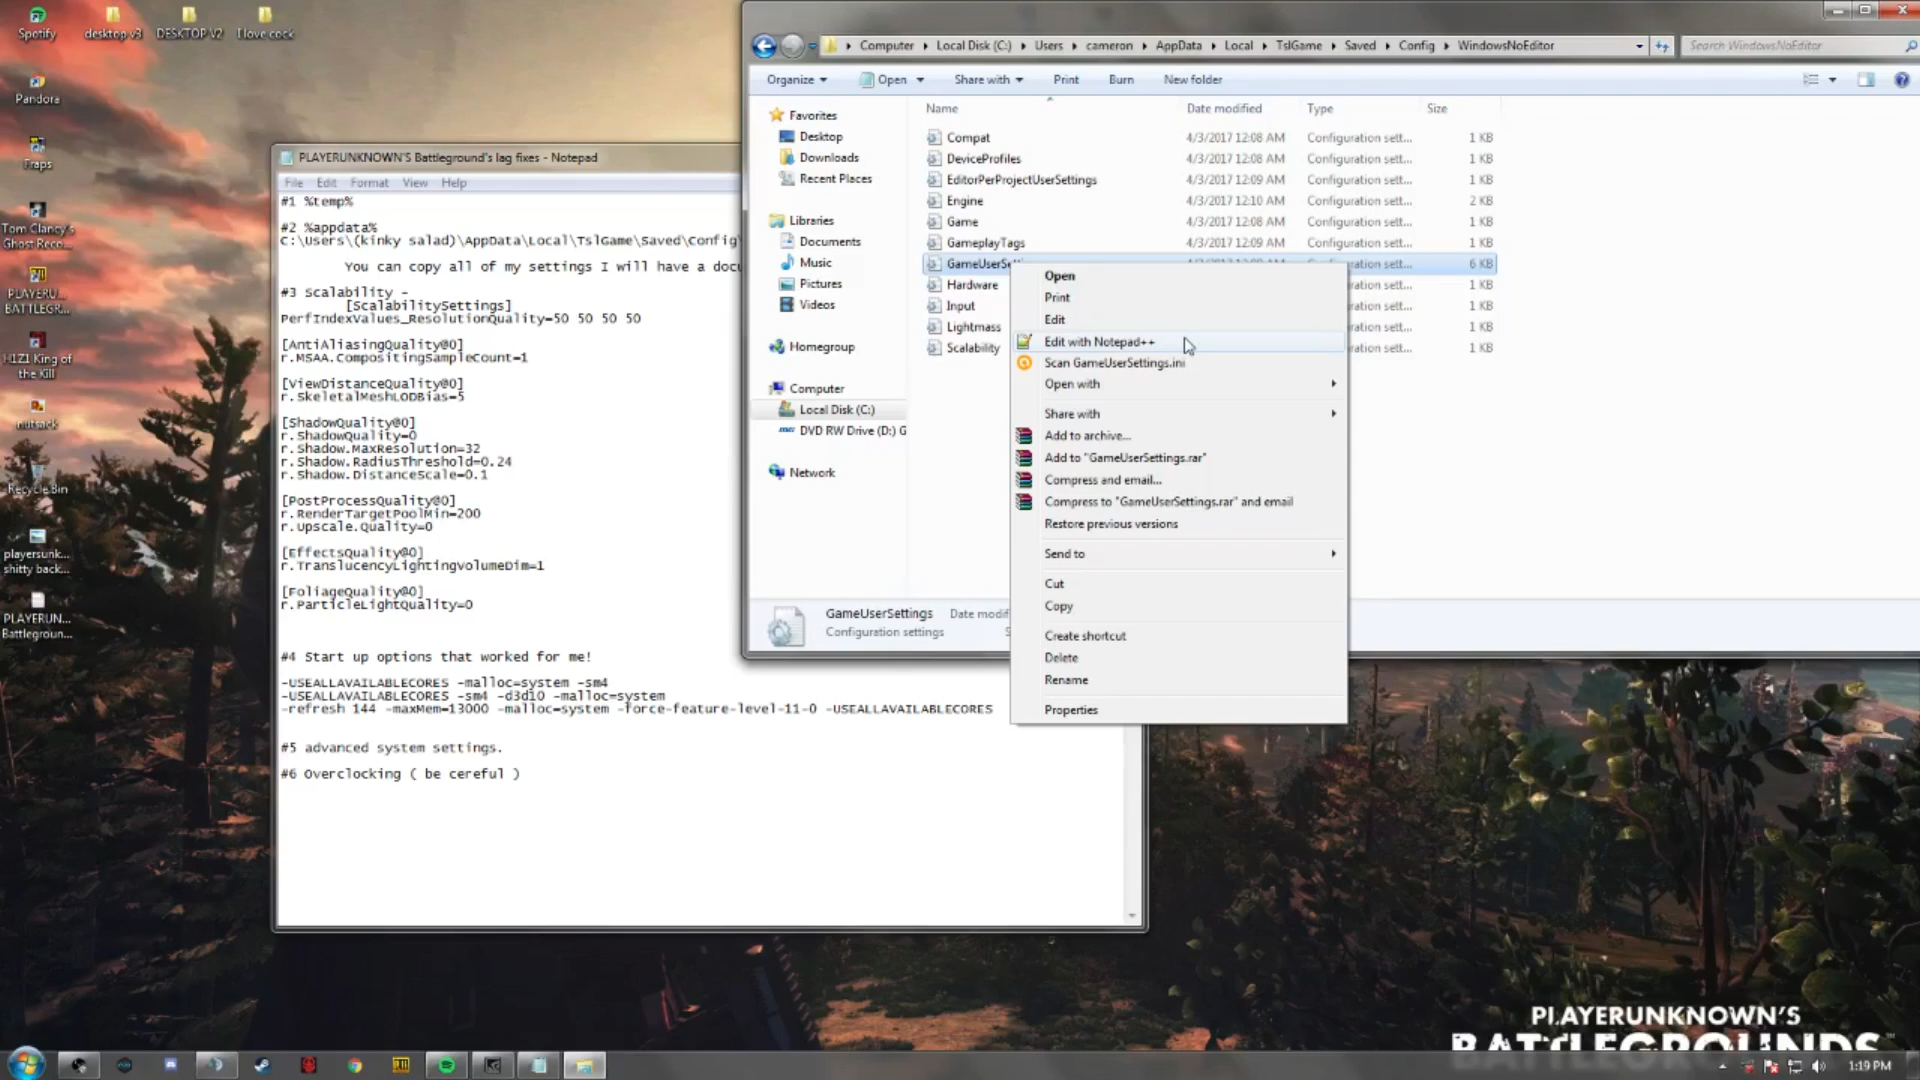 Spotify
desktop v3
DESKTOP V2
I love cock
Pandora
Fraps
Tom Clancy's
Ghost Reco...
PLAYERU...
BATTLEGR...
H1Z1 King of
the Kill
nutsack
Recycle Bin
playersunk...
shitty back...
PLAYERUN...
Battlegroun...
PLAYERUNKNOWN'S Battleground's lag fixes - Notepad
File Edit Format View Help
#1 %temp%
#2 %appdata%
C:\Users\(kinky salad)\AppData\Local\TslGame\Saved\Config\
You can copy all of my settings I will have a docu
#3 Scalability -
[ScalabilitySettings]
PerfIndexValues_ResolutionQuality=50 50 50 50
[AntiAliasingQuality@0]
r.MSAA.CompositingSampleCount=1
[ViewDistanceQuality@0]
r.SkeletalMeshLODBias=5
[ShadowQuality@0]
r.ShadowQuality=0
r.Shadow.MaxResolution=32
r.Shadow.RadiusThreshold=0.24
r.Shadow.DistanceScale=0.1
[PostProcessQuality@0]
r.RenderTargetPoolMin=200
r.Upscale.Quality=0
[EffectsQuality@0]
r.TranslucencyLightingVolumeDim=1
[FoliageQuality@0]
r.ParticleLightQuality=0
#4 Start up options that worked for me!
-USEALLAVAILABLECORES -malloc=system -sm4
-USEALLAVAILABLECORES -sm4 -d3d10 -malloc=system
-refresh 144 -maxMem=13000 -malloc=system -force-feature-level-11-0 -USEALLAVAILABLECORES
#5 advanced system settings.
#6 Overclocking ( be cereful )
Computer Local Disk (C:) Users cameron AppData Local TslGame Saved Config WindowsNoEditor
Search WindowsNoEditor
Organize Open Share with Print Burn New folder
Favorites
Desktop
Downloads
Recent Places
Libraries
Documents
Music
Pictures
Videos
Homegroup
Computer
Local Disk (C:)
DVD RW Drive (D:) G
Network
Name Date modified Type Size
Compat 4/3/2017 12:08 AM Configuration sett... 1 KB
DeviceProfiles 4/3/2017 12:08 AM Configuration sett... 1 KB
EditorPerProjectUserSettings 4/3/2017 12:09 AM Configuration sett... 1 KB
Engine 4/3/2017 12:10 AM Configuration sett... 2 KB
Game 4/3/2017 12:08 AM Configuration sett... 1 KB
GameplayTags 4/3/2017 12:09 AM Configuration sett... 1 KB
GameUserSett ration sett... 6 KB
Hardware ration sett... 1 KB
Input ration sett... 1 KB
Lightmass ration sett... 1 KB
Scalability ration sett... 1 KB
Open
Print
Edit
Edit with Notepad++
Scan GameUserSettings.ini
Open with
Share with
Add to archive...
Add to "GameUserSettings.rar"
Compress and email...
Compress to "GameUserSettings.rar" and email
Restore previous versions
Send to
Cut
Copy
Create shortcut
Delete
Rename
Properties
GameUserSettings Date modif
Configuration settings S
PLAYERUNKNOWN'S
BATTLEGROUNDS
1:19 PM